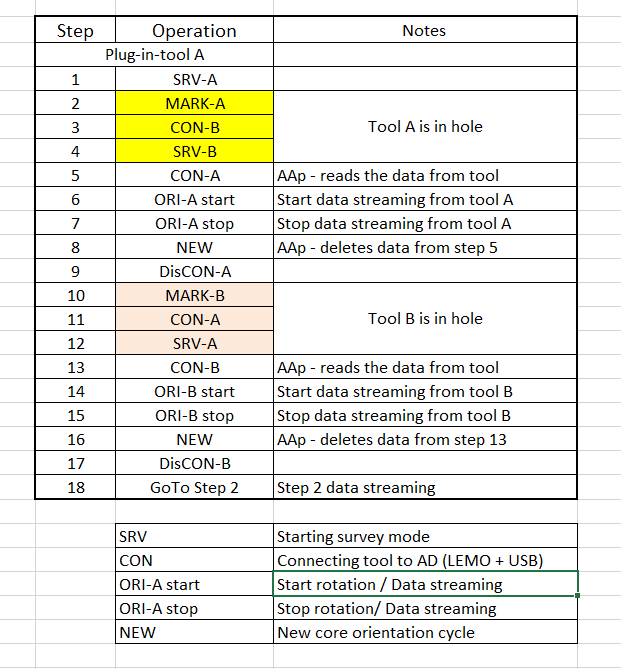 Step Operation Notes
Plug-in-tool A
1 SRV-A
2 MARK-A
3 CON-B Tool A is in hole
4 SRV-B
5 CON-A AAp - reads the data from tool
6 ORI-A start Start data streaming from tool A
7 ORI-A stop Stop data streaming from tool A
8 NEW AAp - deletes data from step 5
9 DisCON-A
10 MARK-B
11 CON-A Tool B is in hole
12 SRV-A
13 CON-B AAp - reads the data from tool
14 ORI-B start Start data streaming from tool B
15 ORI-B stop Stop data streaming from tool B
16 NEW AAp - deletes data from step 13
17 DisCON-B
18 GoTo Step 2 Step 2 data streaming
SRV Starting survey mode
CON Connecting tool to AD (LEMO + USB)
ORI-A start Start rotation / Data streaming
ORI-A stop Stop rotation/ Data streaming
NEW New core orientation cycle